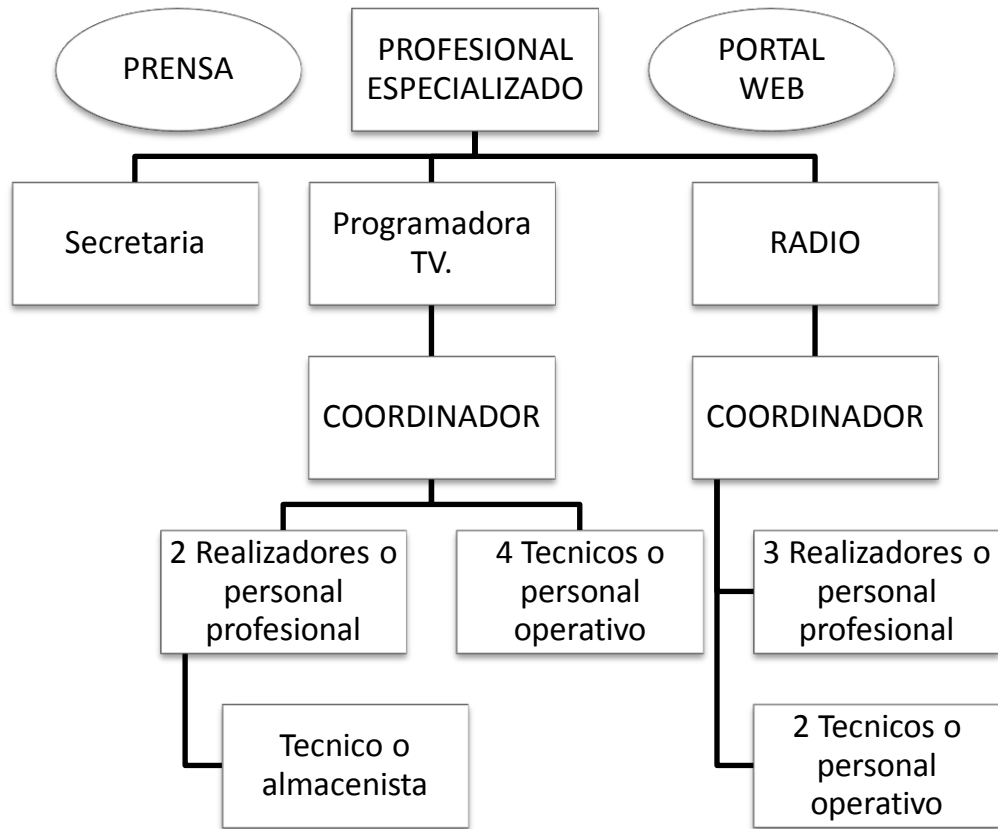 PRENSA
PROFESIONAL
ESPECIALIZADO
PORTAL
WEB
Secretaria
Programadora
TV.
RADIO
COORDINADOR
COORDINADOR
2 Realizadores o
personal
profesional
4 Tecnicos o
personal
operativo
3 Realizadores o
personal
profesional
Tecnico o
almacenista
2 Tecnicos o
personal
operativo